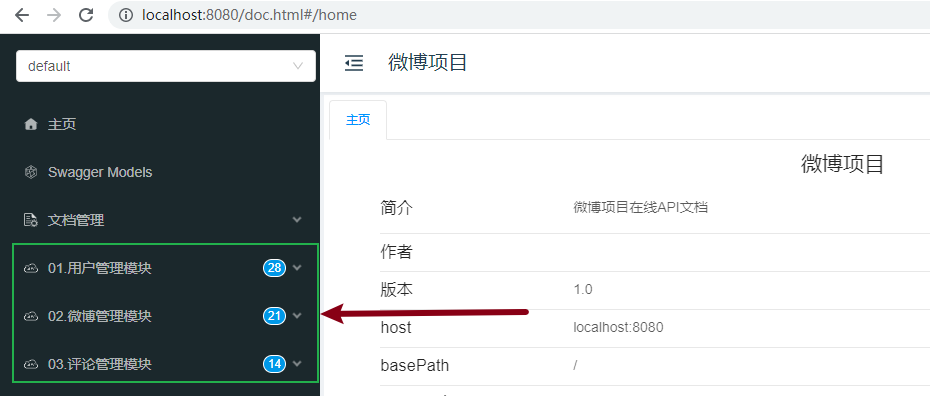 localhost:8080/doc.html#/home
default
主页
Swagger Models
文档管理
01.用户管理模块 28
02.微博管理模块 21
03.评论管理模块 14
微博项目
主页
微博项目
简介 微博项目在线API文档
作者
版本 1.0
host localhost:8080
basePath /